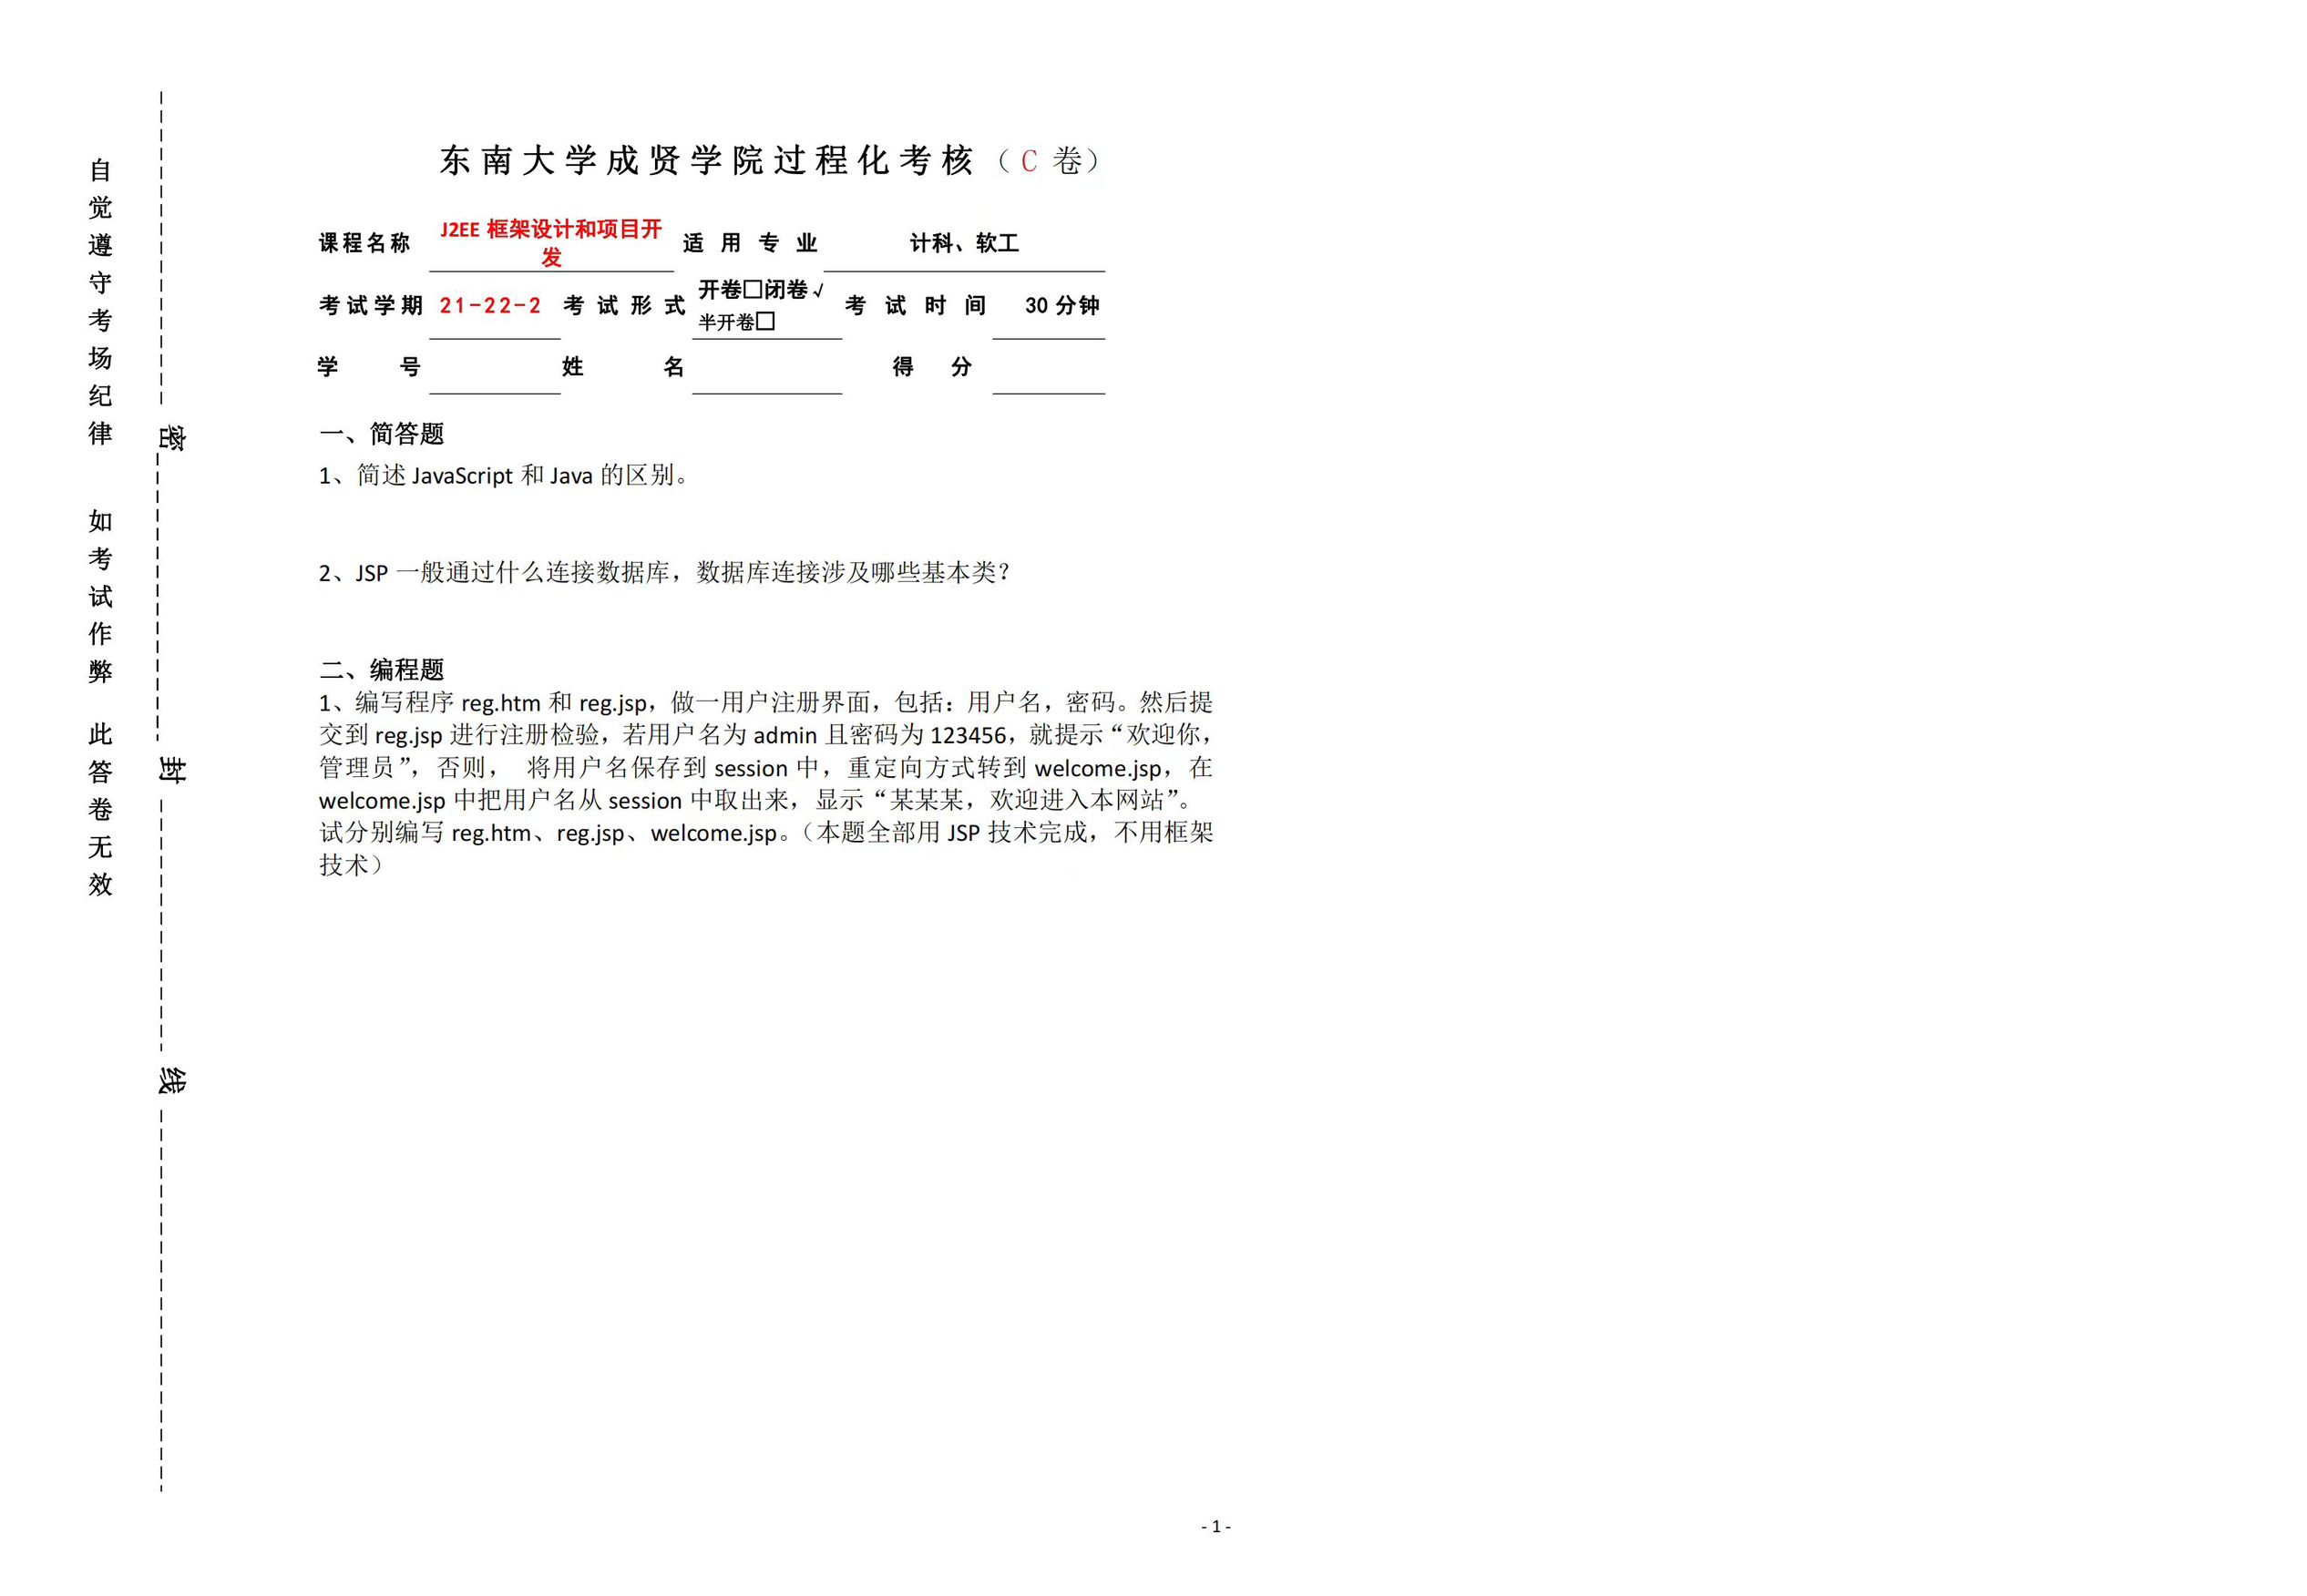 自觉遵守考场纪律 如考试作弊 此答卷无效
密 封 线
东南大学成贤学院过程化考核（ C 卷）
课程名称 J2EE 框架设计和项目开发 适用专业 计科、软工
考试学期 21-22-2 考试形式 开卷□闭卷√ 半开卷□ 考试时间 30 分钟
学号 姓名 得分
一、简答题
1、简述 JavaScript 和 Java 的区别。
2、JSP 一般通过什么连接数据库，数据库连接涉及哪些基本类？
二、编程题
1、编写程序 reg.htm 和 reg.jsp，做一用户注册界面，包括：用户名，密码。然后提
交到 reg.jsp 进行注册检验，若用户名为 admin 且密码为 123456，就提示“欢迎你，
管理员”，否则， 将用户名保存到 session 中，重定向方式转到 welcome.jsp，在
welcome.jsp 中把用户名从 session 中取出来，显示“某某某，欢迎进入本网站”。
试分别编写 reg.htm、reg.jsp、welcome.jsp。（本题全部用 JSP 技术完成，不用框架
技术）
- 1 -